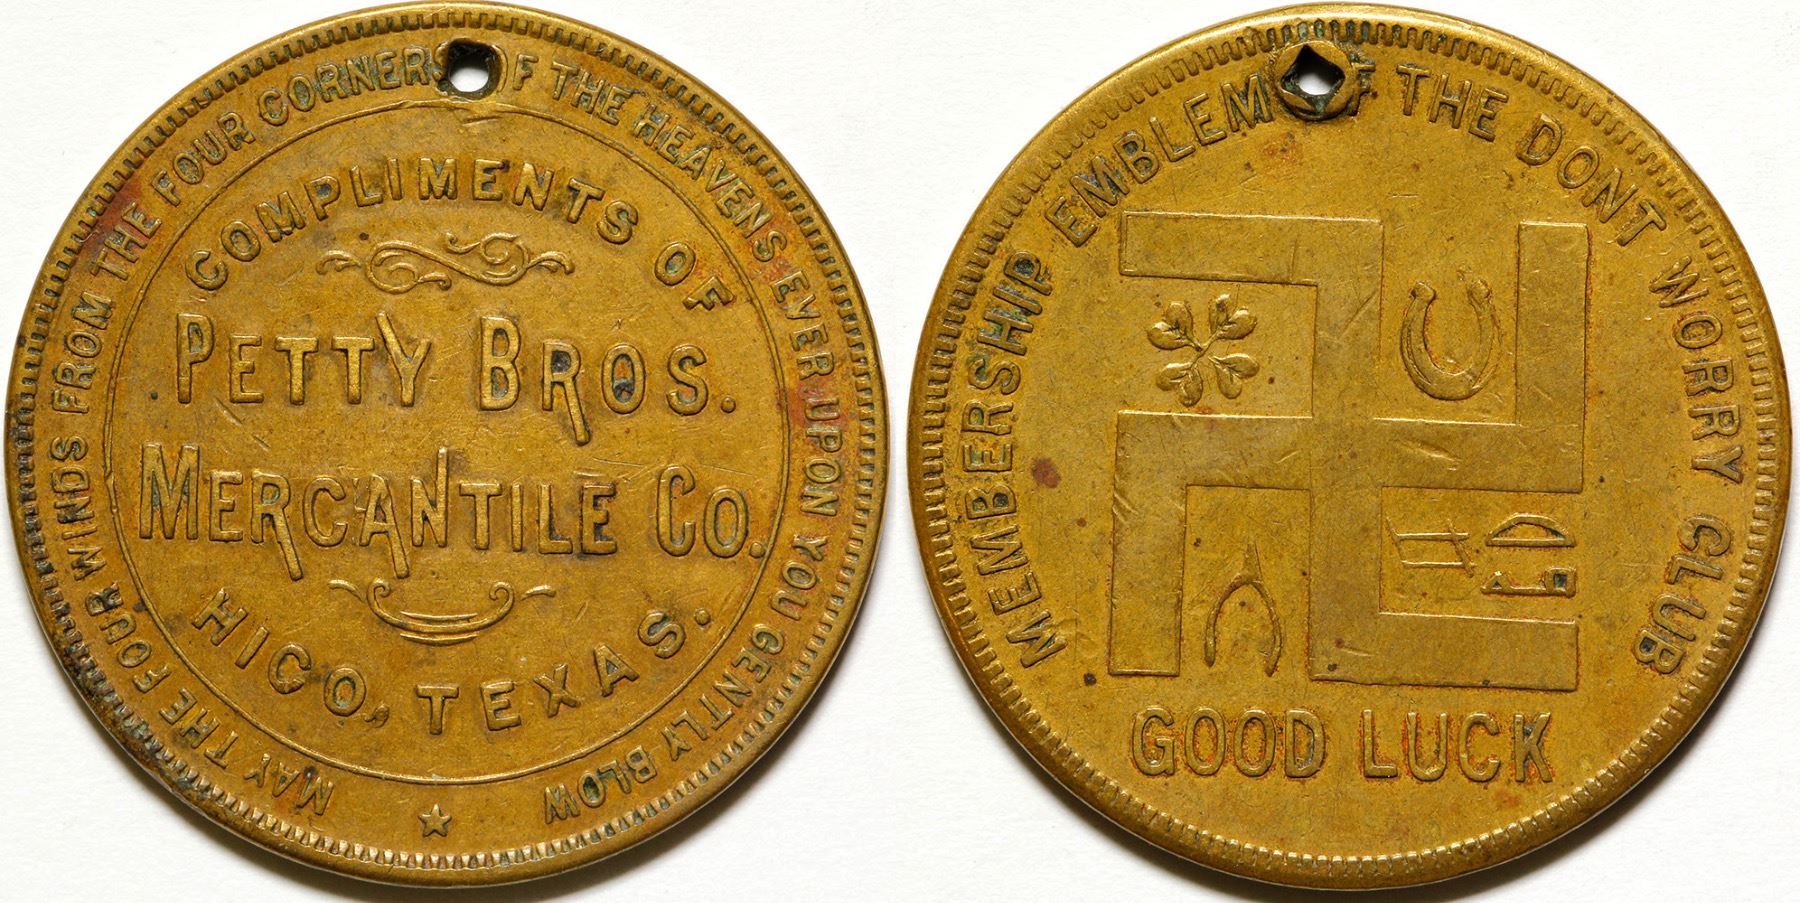 MAY THE FOUR WINDS FROM THE FOUR CORNERS OF THE HEAVENS EVER UPON YOU GENTLY BLOW
COMPLIMENTS OF
PETTY BROS.
MERCANTILE CO.
HICO, TEXAS.
MEMBERSHIP EMBLEM OF THE DONT WORRY CLUB
GOOD LUCK